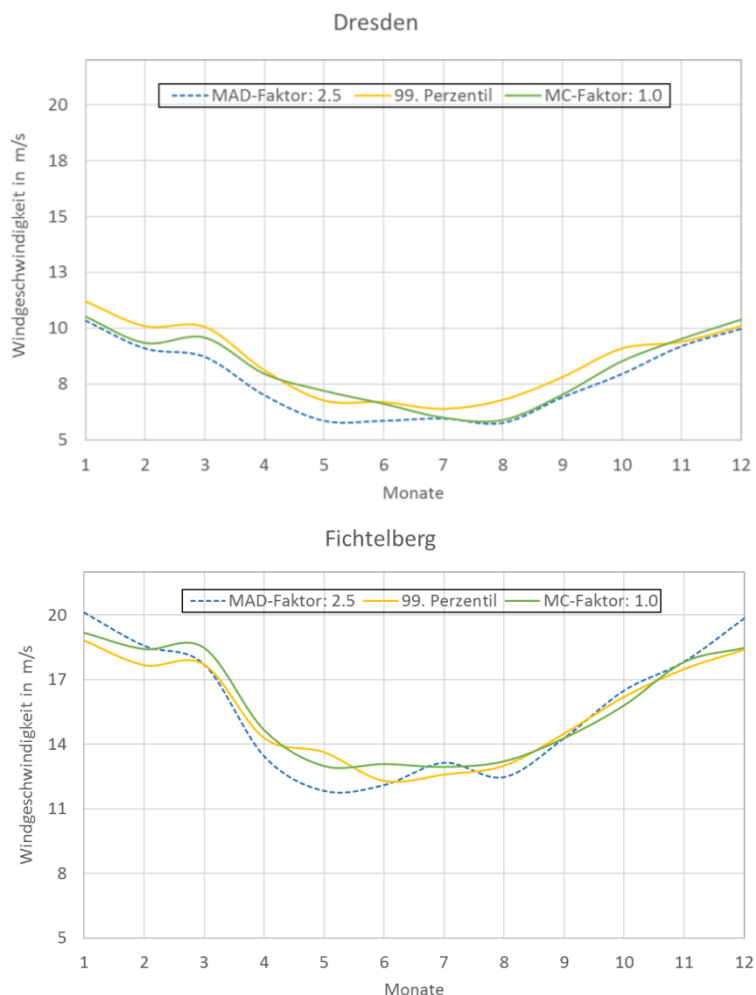 Dresden
MAD-Faktor: 2.5 99. Perzentil MC-Faktor: 1.0
Windgeschwindigkeit in m/s
20
18
15
13
10
8
5
1 2 3 4 5 6 7 8 9 10 11 12
Monate
Fichtelberg
MAD-Faktor: 2.5 99. Perzentil MC-Faktor: 1.0
Windgeschwindigkeit in m/s
20
17
14
11
8
5
1 2 3 4 5 6 7 8 9 10 11 12
Monate